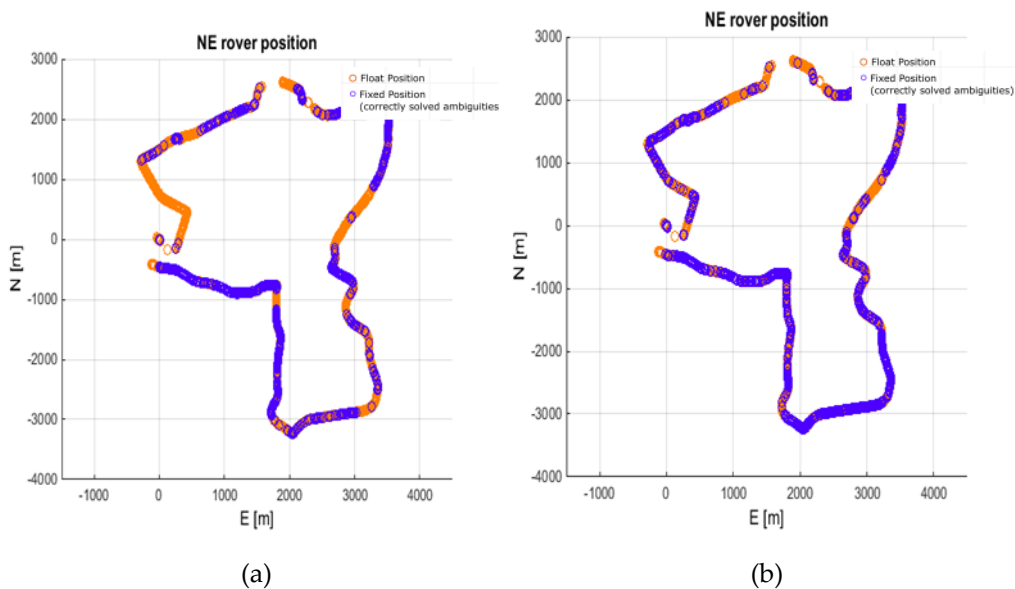 NE rover position
3000
2000
1000
0
-1000
-2000
-3000
-4000
N [m]
-1000
0
1000
2000
3000
4000
E [m]
Float Position
Fixed Position
(correctly solved ambiguities
(a)
NE rover position
3000
2000
1000
0
-1000
-2000
-3000
-4000
N [m]
-1000
0
1000
2000
3000
4000
E [m]
Float Position
Fixed Position
(correctly solved ambiguities)
(b)